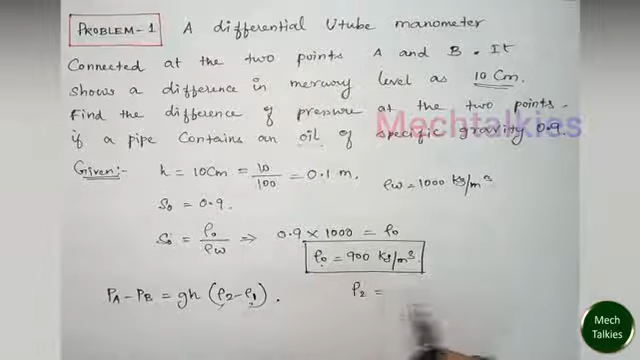 PROBLEM-1 A differential Utube manometer
Connected at the two points A and B. It
shows a difference in mercury level as 10 Cm.
Find the difference of pressure at the two points.
if a pipe Contains an oil of specific gravity 0.9.
Mechtalkies
Given:- h = 10Cm = 10/100 = 0.1 m. ρw = 1000 kg/m³
So = 0.9.
So = ρo/ρw ⇒ 0.9 × 1000 = ρo
ρo = 900 kg/m³.
PA - PB = gh (ρ2-ρ1). ρ2 =
Mech
Talkies